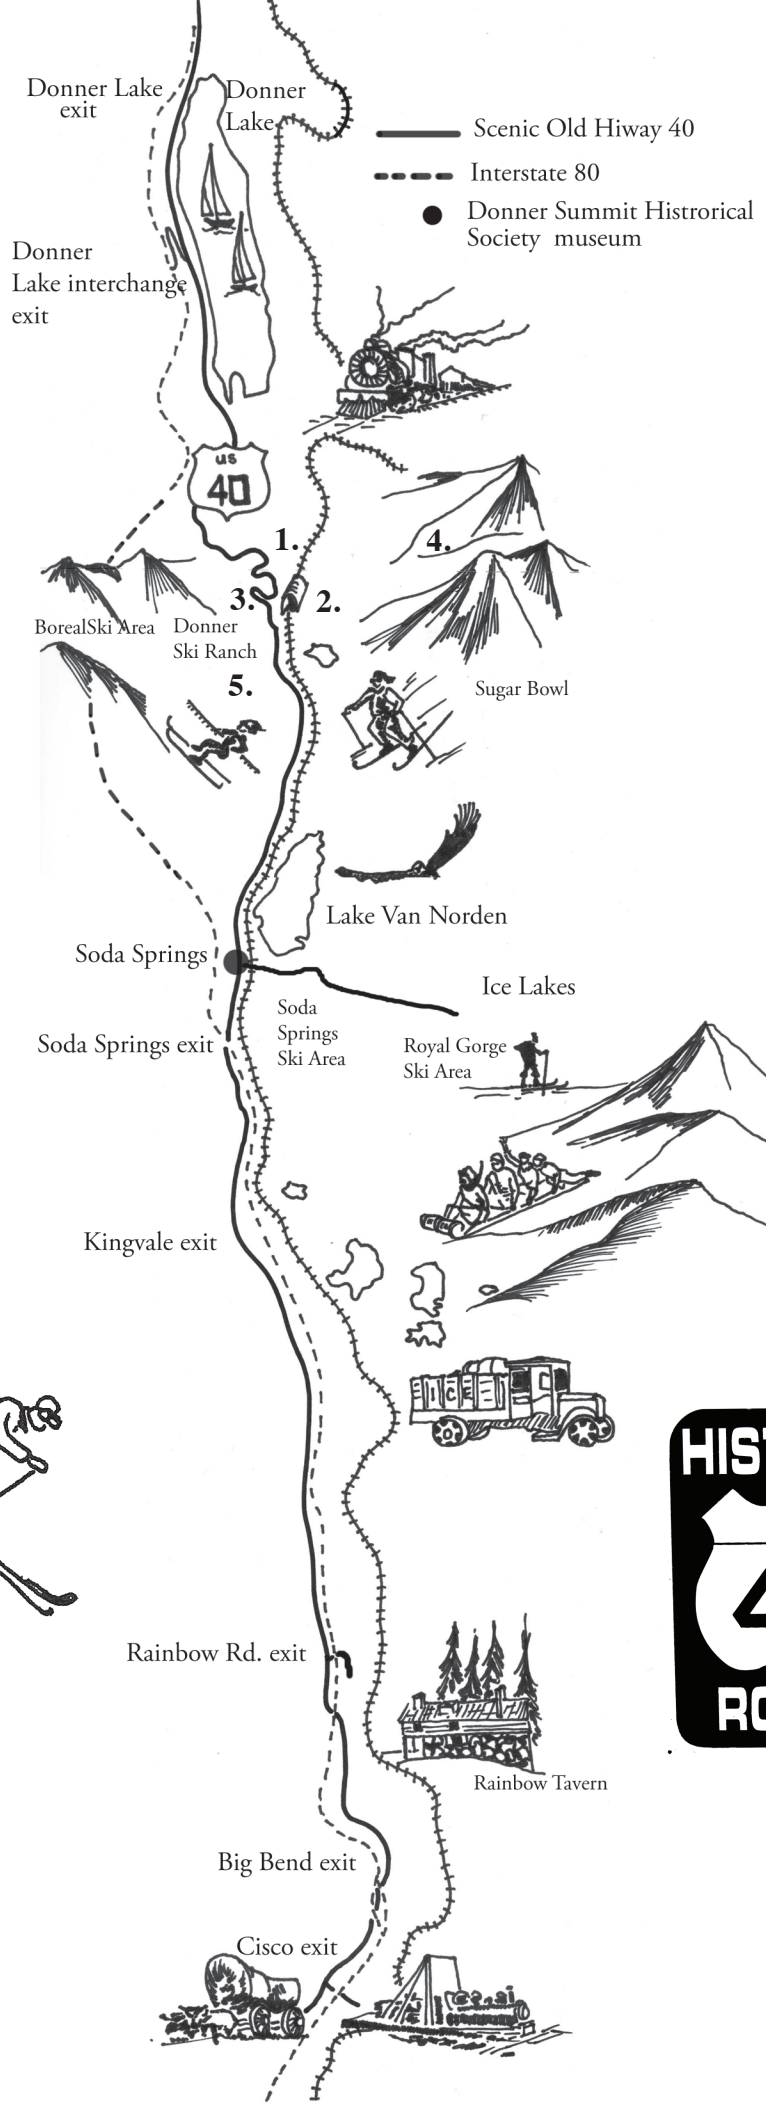 Donner Lake
exit
Donner
Lake
Scenic Old Hiway 40
Interstate 80
Donner Summit Histrorical
Society museum
Donner
Lake interchange
exit
us
40
1.
4.
3.
2.
BorealSki Area
Donner
Ski Ranch
5.
Sugar Bowl
Lake Van Norden
Soda Springs
Ice Lakes
Soda
Springs
Ski Area
Soda Springs exit
Royal Gorge
Ski Area
Kingvale exit
ICE
HIS
4
RO
Rainbow Rd. exit
Rainbow Tavern
Big Bend exit
Cisco exit